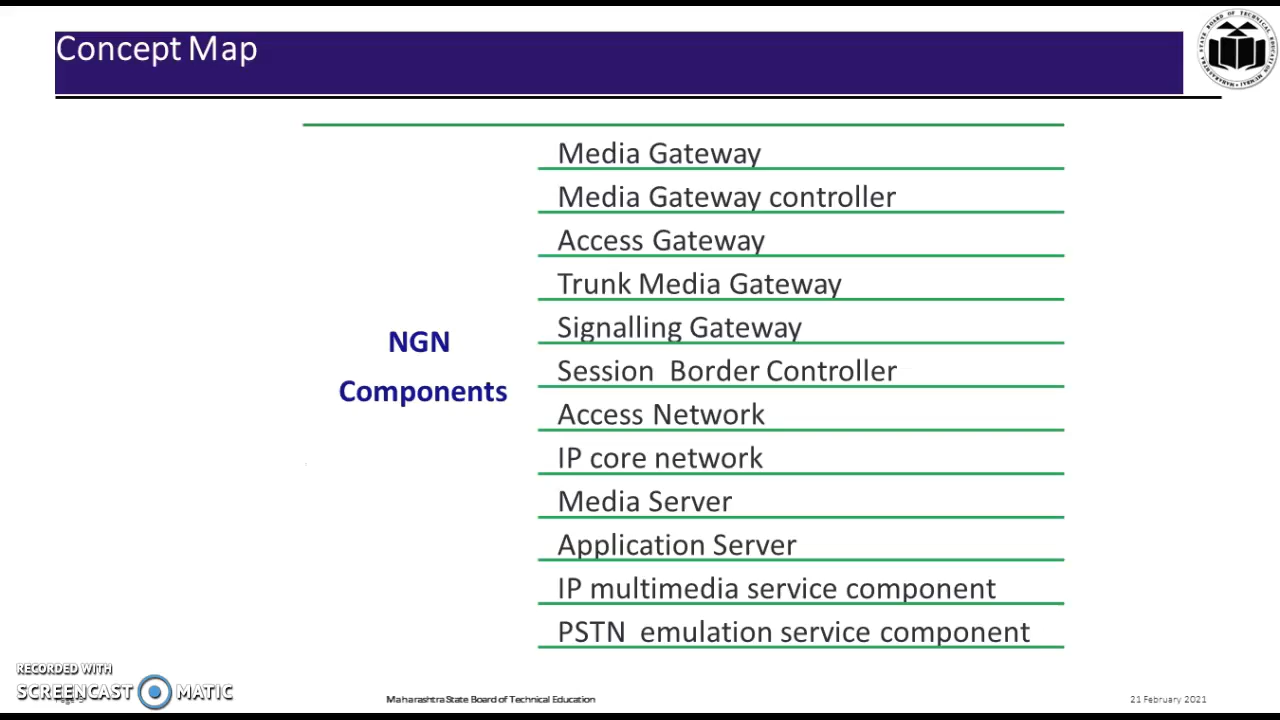 Concept Map
Media Gateway
Media Gateway controller
Access Gateway
Trunk Media Gateway
Signalling Gateway
NGN
Components
Session Border Controller
Access Network
IP core network
Media Server
Application Server
IP multimedia service component
PSTN emulation service component
RECORDED WITH
SCREENCAST MATIC
Maharashtra State Board of Technical Education
21 February 2021